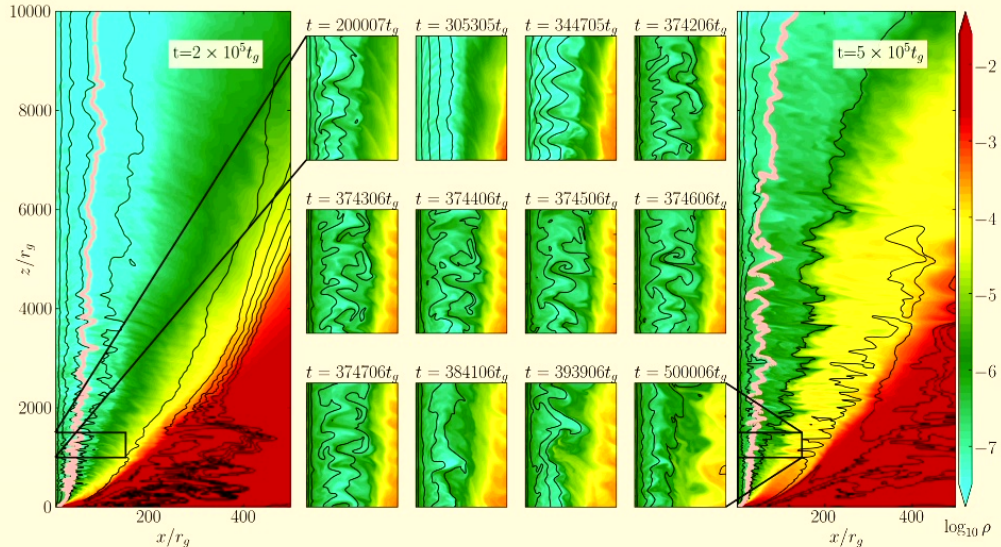 t=2 × 10⁵t_g
t = 200007t_g
t = 305305t_g
t = 344705t_g
t = 374206t_g
t=5 × 10⁵t_g
t = 374306t_g
t = 374406t_g
t = 374506t_g
t = 374606t_g
t = 374706t_g
t = 384106t_g
t = 393906t_g
t = 500006t_g
10000
8000
6000
4000
2000
0
z/r_g
200
400
x/r_g
200
400
x/r_g
−2
−3
−4
−5
−6
−7
log₁₀ ρ